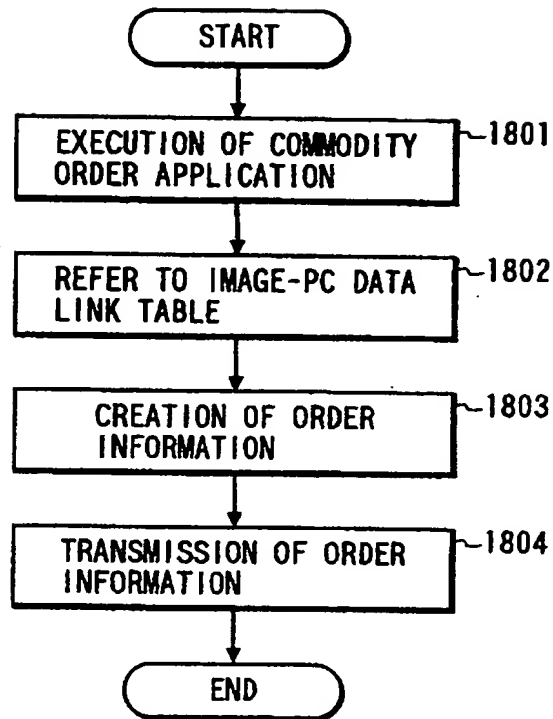 START
EXECUTION OF COMMODITY
ORDER APPLICATION
1801
REFER TO IMAGE-PC DATA
LINK TABLE
1802
CREATION OF ORDER
INFORMATION
1803
TRANSMISSION OF ORDER
INFORMATION
1804
END